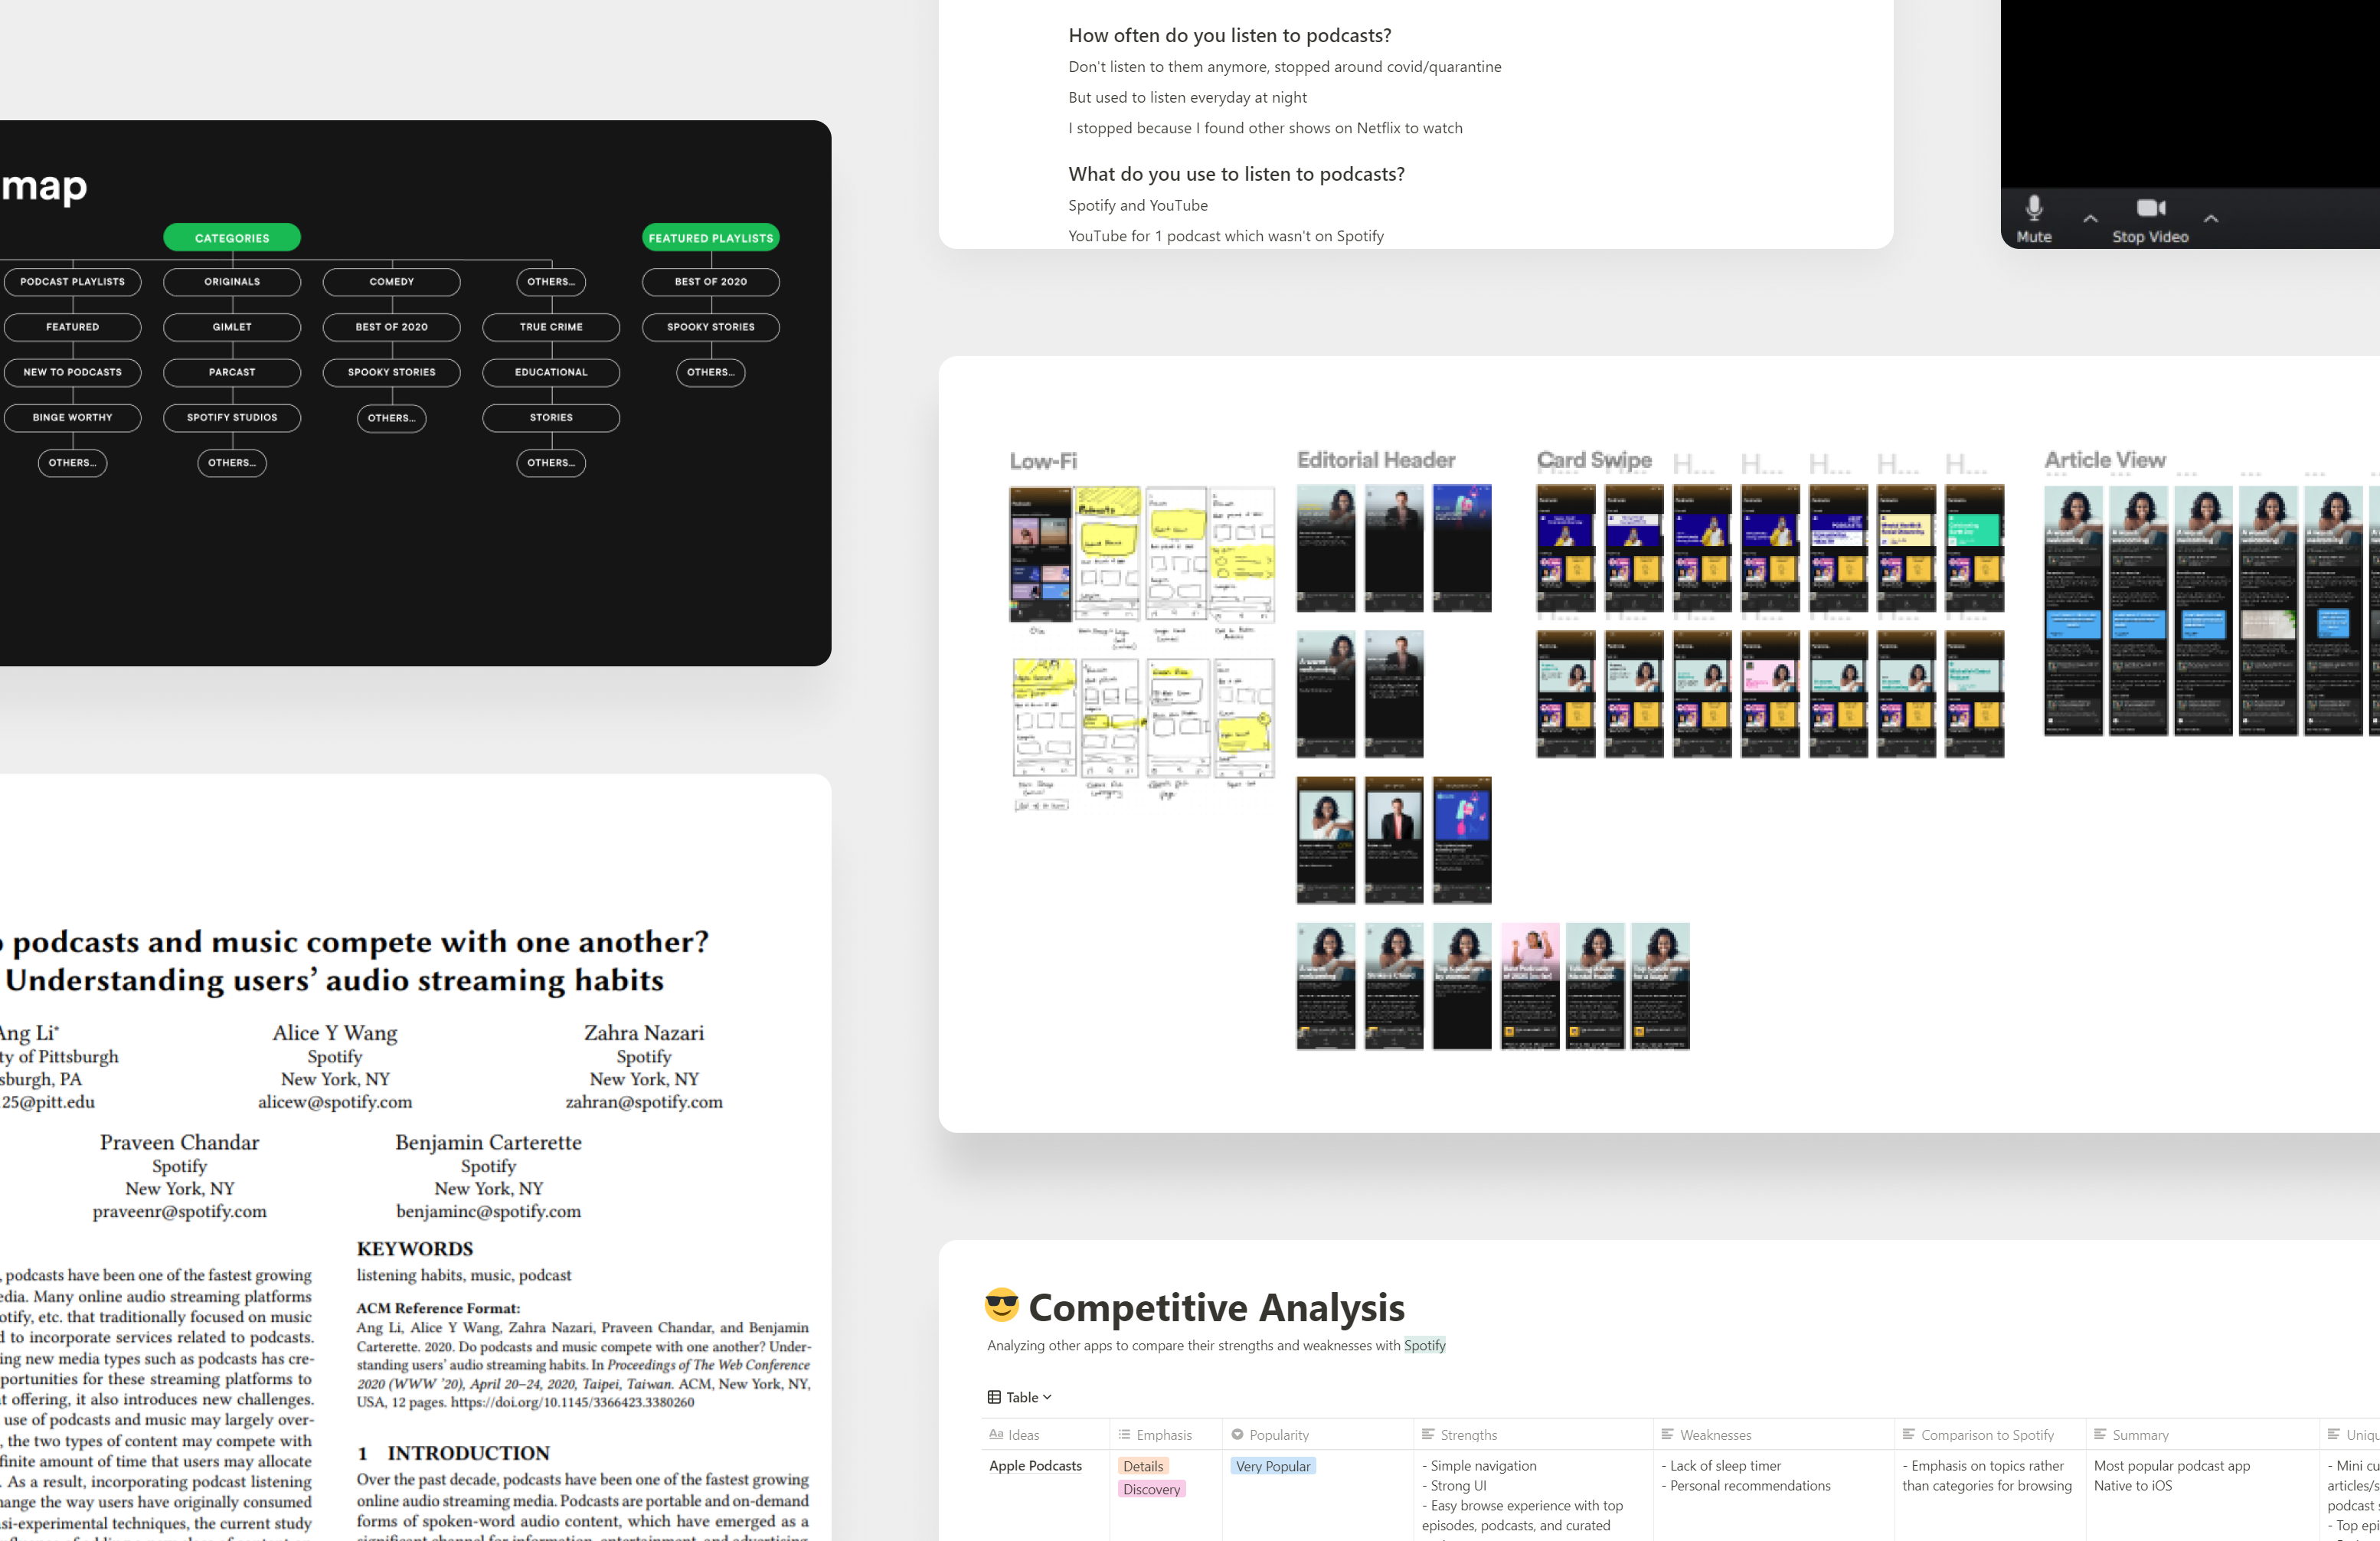 How often do you listen to podcasts?
Don't listen to them anymore, stopped around covid/quarantine
But used to listen everyday at night
I stopped because I found other shows on Netflix to watch
What do you use to listen to podcasts?
Spotify and YouTube
YouTube for 1 podcast which wasn't on Spotify
Mute
Stop Video
map
CATEGORIES
FEATURED PLAYLISTS
PODCAST PLAYLISTS
ORIGINALS
COMEDY
OTHERS...
BEST OF 2020
FEATURED
GIMLET
BEST OF 2020
TRUE CRIME
SPOOKY STORIES
NEW TO PODCASTS
PARCAST
SPOOKY STORIES
EDUCATIONAL
OTHERS...
BINGE WORTHY
SPOTIFY STUDIOS
OTHERS...
STORIES
OTHERS...
OTHERS...
OTHERS...
Low-Fi
Editorial Header
Card Swipe
H...
H...
H...
H...
H...
Article View
podcasts and music compete with one another?
Understanding users' audio streaming habits
Ang Li*
ty of Pittsburgh
sburgh, PA
25@pitt.edu
Alice Y Wang
Spotify
New York, NY
alicew@spotify.com
Zahra Nazari
Spotify
New York, NY
zahran@spotify.com
Praveen Chandar
Spotify
New York, NY
praveenr@spotify.com
Benjamin Carterette
Spotify
New York, NY
benjaminc@spotify.com
, podcasts have been one of the fastest growing
edia. Many online audio streaming platforms
otify, etc. that traditionally focused on music
d to incorporate services related to podcasts.
ing new media types such as podcasts has cre-
portunities for these streaming platforms to
t offering, it also introduces new challenges.
use of podcasts and music may largely over-
, the two types of content may compete with
finite amount of time that users may allocate
. As a result, incorporating podcast listening
hange the way users have originally consumed
si-experimental techniques, the current study
KEYWORDS
listening habits, music, podcast
ACM Reference Format:
Ang Li, Alice Y Wang, Zahra Nazari, Praveen Chandar, and Benjamin
Carterette. 2020. Do podcasts and music compete with one another? Under-
standing users' audio streaming habits. In Proceedings of The Web Conference
2020 (WWW '20), April 20–24, 2020, Taipei, Taiwan. ACM, New York, NY,
USA, 12 pages. https://doi.org/10.1145/3366423.3380260
1 INTRODUCTION
Over the past decade, podcasts have been one of the fastest growing
online audio streaming media. Podcasts are portable and on-demand
forms of spoken-word audio content, which have emerged as a
significant channel for information, entertainment, and advertising
😎 Competitive Analysis
Analyzing other apps to compare their strengths and weaknesses with Spotify
Table
Aa Ideas
Emphasis
Popularity
Strengths
Weaknesses
Comparison to Spotify
Summary
Uniqu
Apple Podcasts
Details
Discovery
Very Popular
- Simple navigation
- Strong UI
- Easy browse experience with top
episodes, podcasts, and curated
- Lack of sleep timer
- Personal recommendations
- Emphasis on topics rather
than categories for browsing
Most popular podcast app
Native to iOS
- Mini cu
articles/s
podcast s
- Top epi